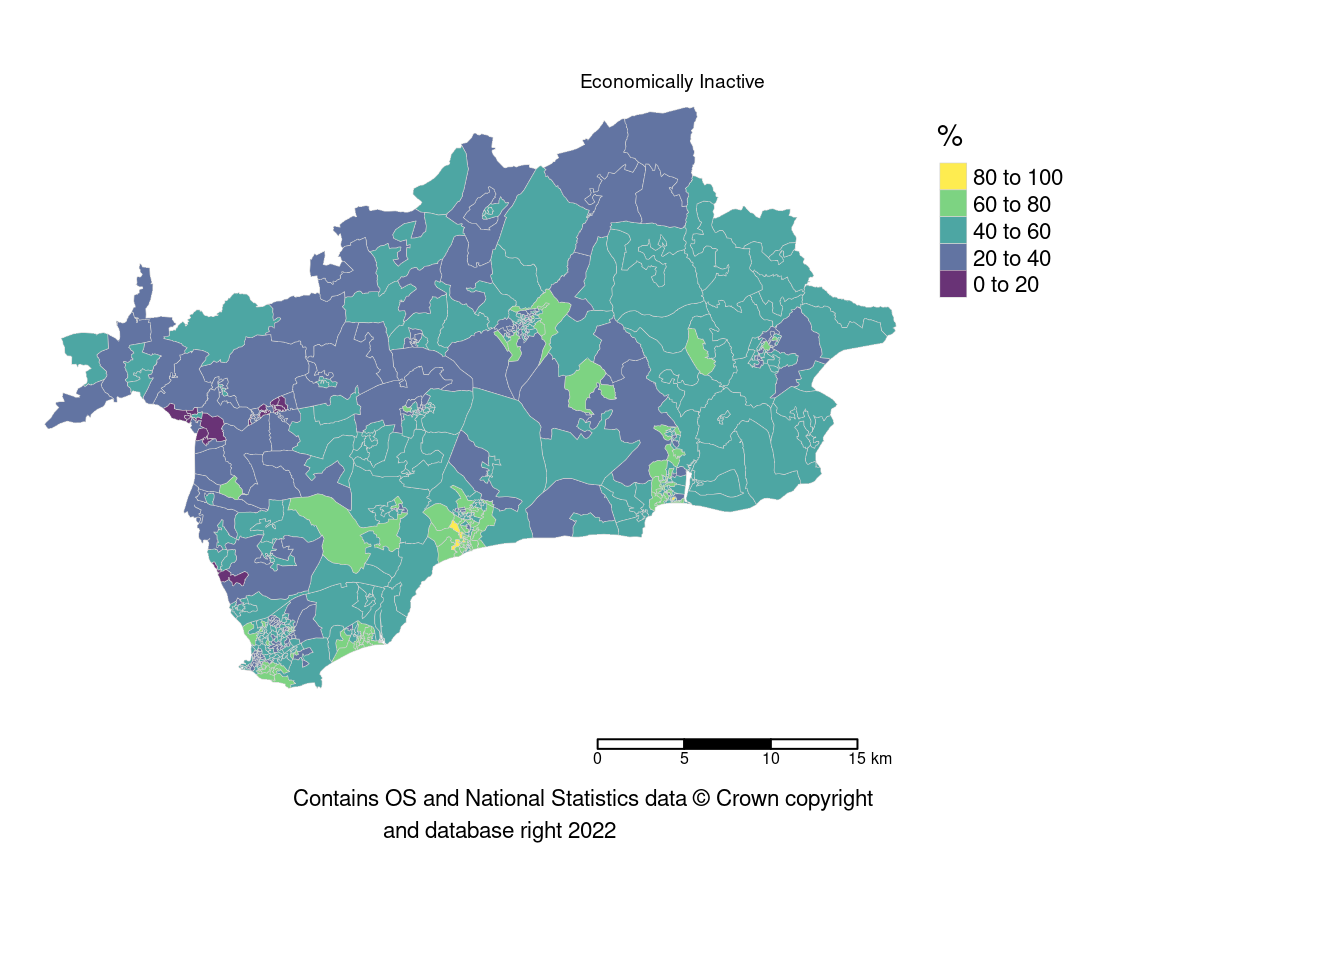 Economically Inactive
%
80 to 100
60 to 80
40 to 60
20 to 40
0 to 20
0 5 10 15 km
Contains OS and National Statistics data © Crown copyright
and database right 2022